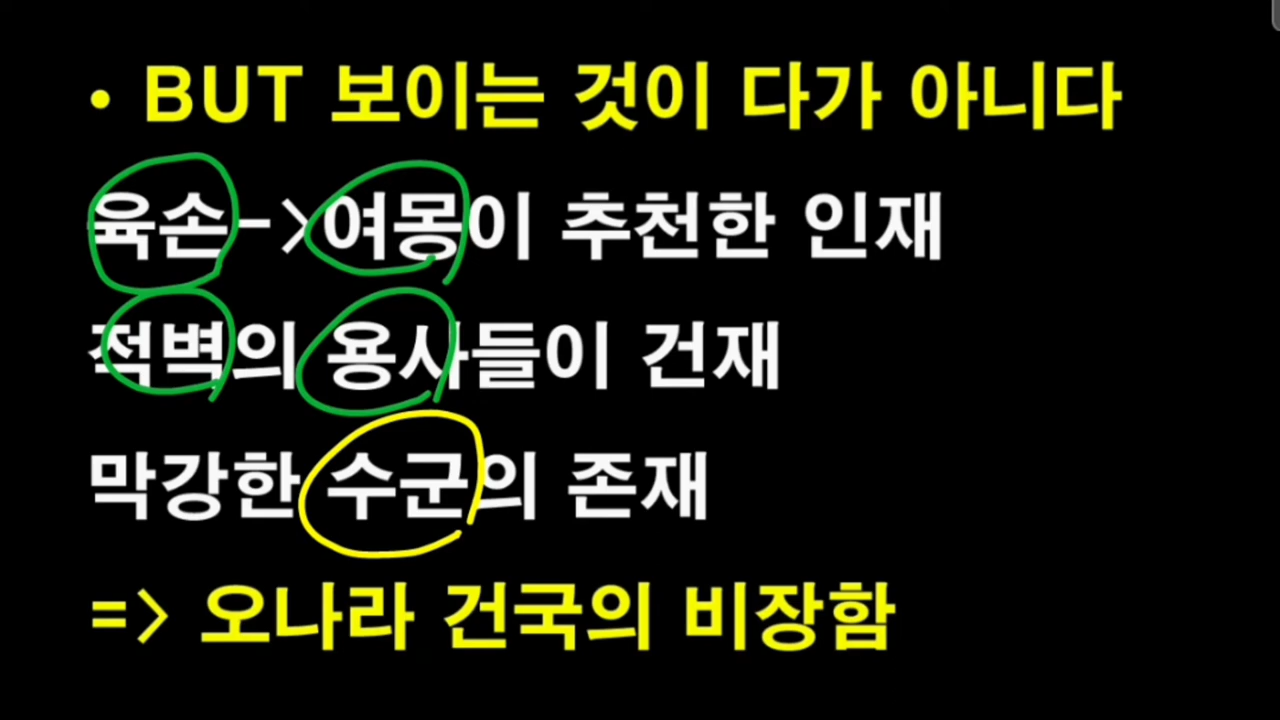 • BUT 보이는 것이 다가 아니다
육손->여몽이 추천한 인재
적벽의 용사들이 건재
막강한 수군의 존재
=> 오나라 건국의 비장함